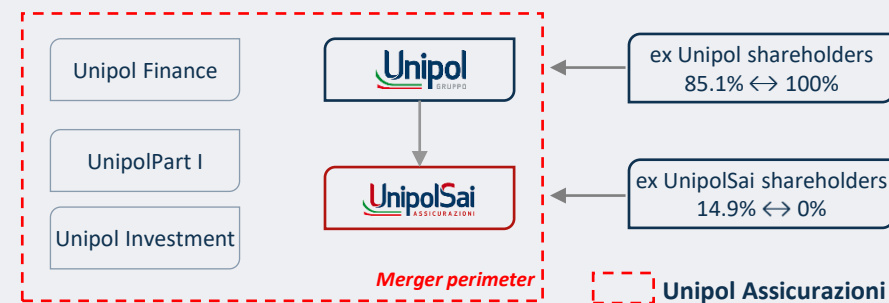 Unipol Finance
Unipol
GRUPPO
ex Unipol shareholders
85.1% ↔ 100%
UnipolPart I
UnipolSai
ASSICURAZIONI
ex UnipolSai shareholders
14.9% ↔ 0%
Unipol Investment
Merger perimeter
Unipol Assicurazioni